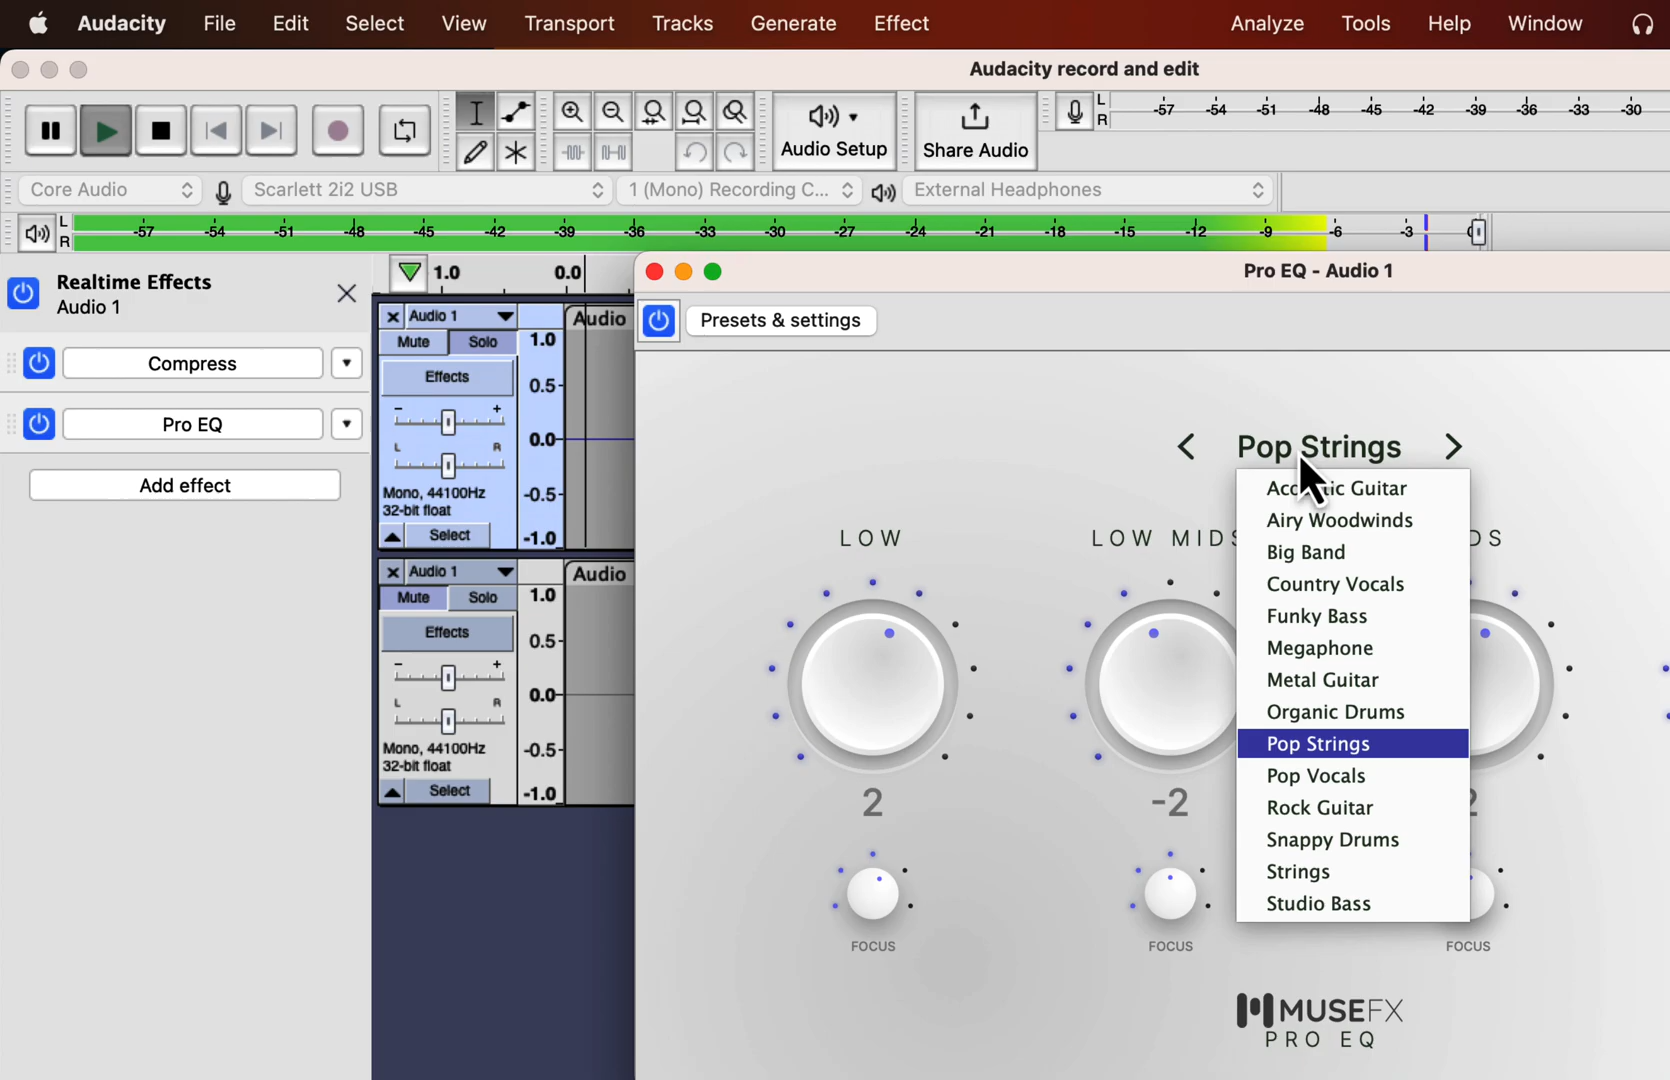 Audacity File Edit Select View Transport Tracks Generate Effect Analyze Tools Help Window
Audacity record and edit
Audio Setup
Share Audio
L
R
-57 -54 -51 -48 -45 -42 -39 -36 -33 -30
Core Audio
Scarlett 2i2 USB
1 (Mono) Recording C...
External Headphones
L
R
-57 -54 -51 -48 -45 -42 -39 -36 -33 -30 -27 -24 -21 -18 -15 -12 -9 -6 -3
Realtime Effects
Audio 1
Compress
Pro EQ
Add effect
1.0 0.0
Audio 1
Mute Solo
Effects
- +
L R
Mono, 44100Hz
32-bit float
Select
1.0
0.5
0.0
-0.5
-1.0
Audio
Audio 1
Mute Solo
Effects
- +
L R
Mono, 44100Hz
32-bit float
Select
1.0
0.5
0.0
-0.5
-1.0
Audio
Pro EQ - Audio 1
Presets & settings
Pop Strings
Airy Woodwinds
Guitar
Big Band
Country Vocals
Funky Bass
Megaphone
Metal Guitar
Organic Drums
Pop Strings
Pop Vocals
Rock Guitar
Snappy Drums
Strings
Studio Bass
LOW
2
FOCUS
LOW MIDS
-2
FOCUS
DS
2
FOCUS
MUSEFX
PRO EQ